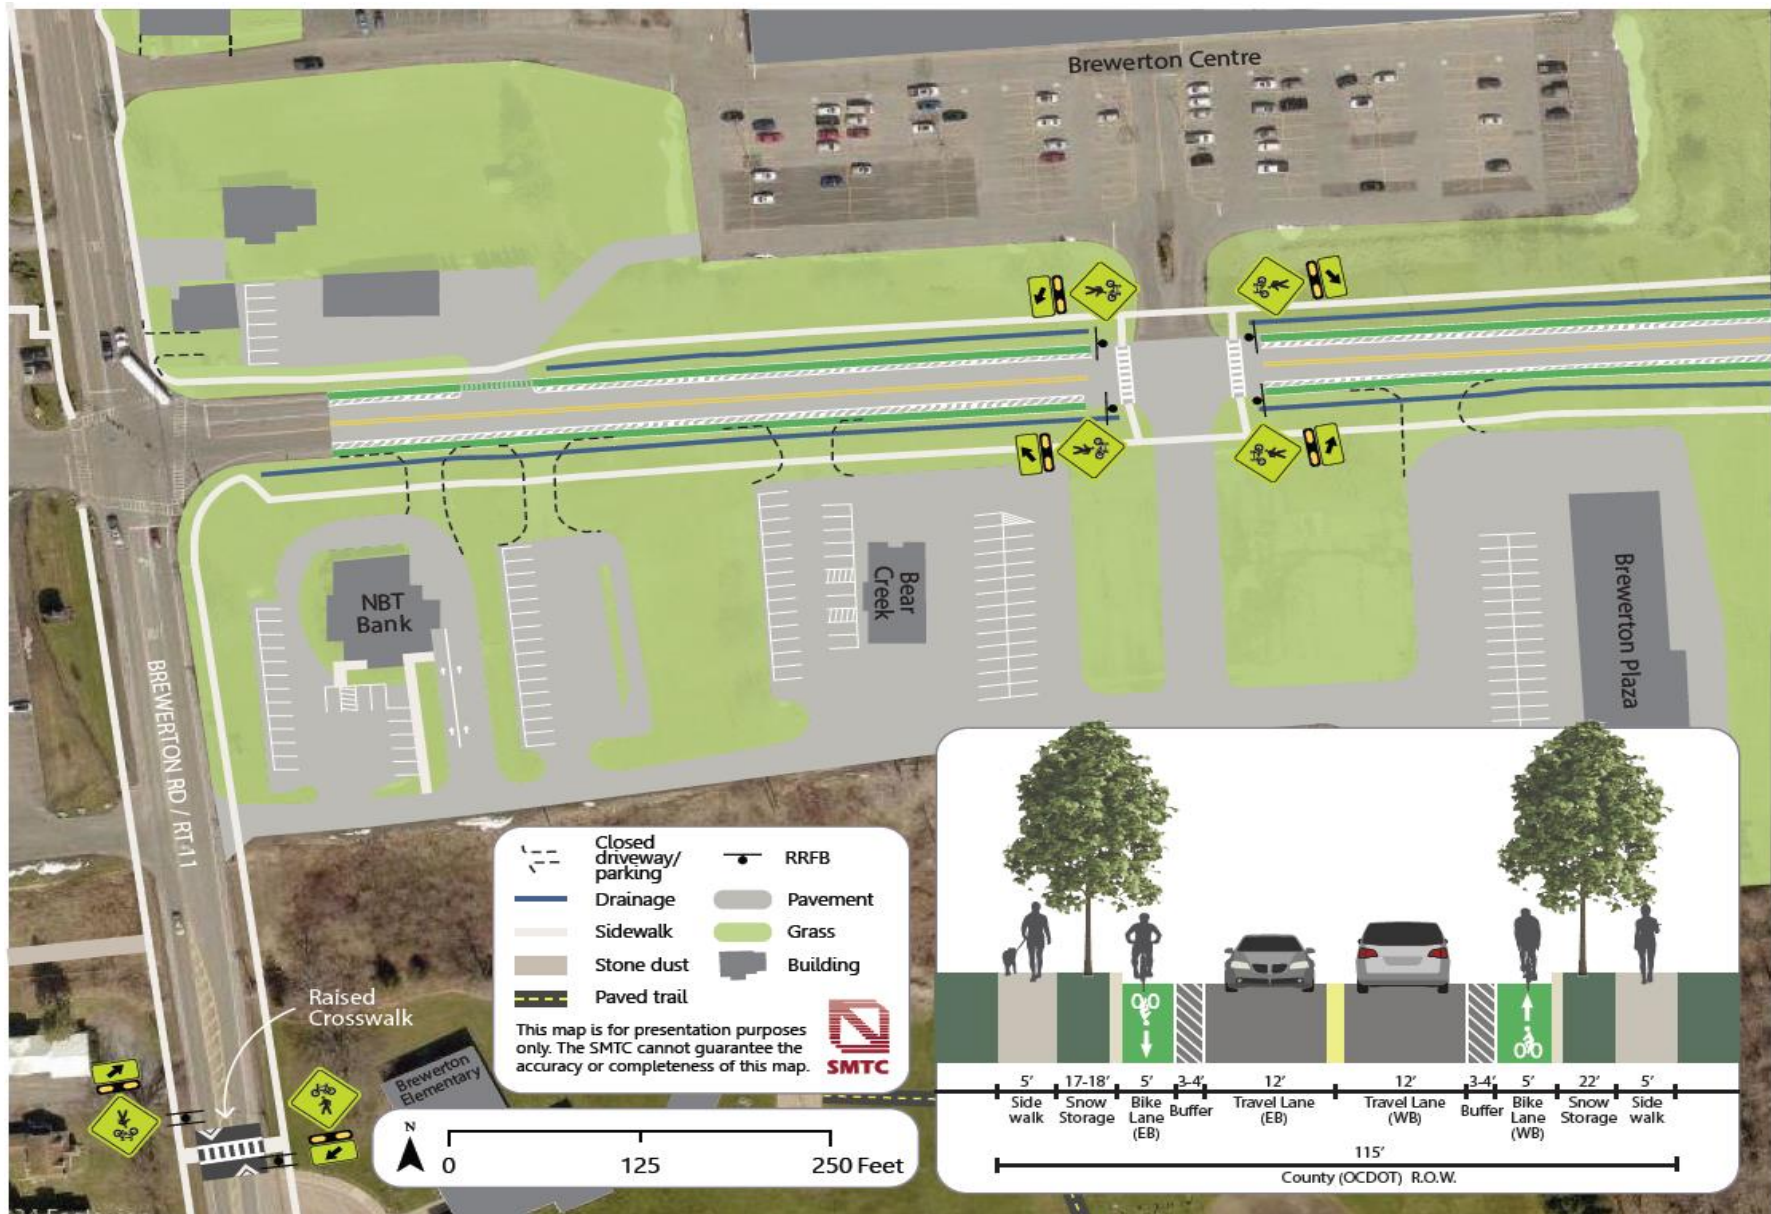 Brewerton Centre
NBT
Bank
Bear
Creek
Brewerton Plaza
BREWERTON RD / RT-11
Raised
Crosswalk
Brewerton
Elementary
Closed
driveway/
parking
RRFB
Drainage
Pavement
Sidewalk
Grass
Stone dust
Building
Paved trail
This map is for presentation purposes
only. The SMTC cannot guarantee the
accuracy or completeness of this map.
SMTC
N
0 125 250 Feet
5' 17-18' 5' 3-4' 12' 12' 3-4' 5' 22' 5'
Side
walk
Snow
Storage
Bike
Lane
(EB)
Buffer
Travel Lane
(EB)
Travel Lane
(WB)
Buffer
Bike
Lane
(WB)
Snow
Storage
Side
walk
115'
County (OCDOT) R.O.W.